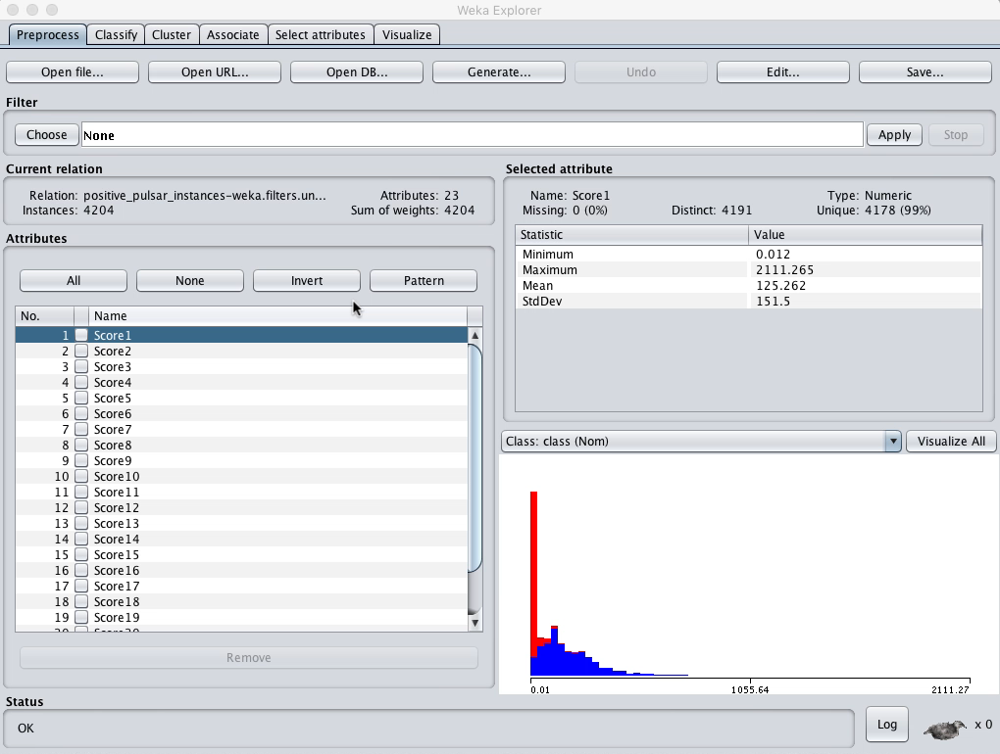 Weka Explorer
Preprocess Classify Cluster Associate Select attributes Visualize
Open file... Open URL... Open DB... Generate... Undo Edit... Save...
Filter
Choose None Apply Stop
Current relation
Relation: positive_pulsar_instances-weka.filters.un... Attributes: 23
Instances: 4204 Sum of weights: 4204
Attributes
All None Invert Pattern
No. Name
1 Score1
2 Score2
3 Score3
4 Score4
5 Score5
6 Score6
7 Score7
8 Score8
9 Score9
10 Score10
11 Score11
12 Score12
13 Score13
14 Score14
15 Score15
16 Score16
17 Score17
18 Score18
19 Score19
Remove
Selected attribute
Name: Score1 Type: Numeric
Missing: 0 (0%) Distinct: 4191 Unique: 4178 (99%)
Statistic Value
Minimum 0.012
Maximum 2111.265
Mean 125.262
StdDev 151.5
Class: class (Nom) Visualize All
0.01 1055.64 2111.27
Status
OK
Log x 0